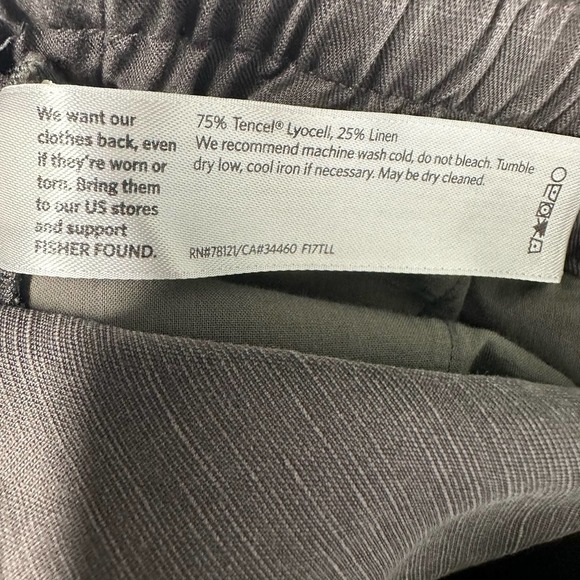 We want our
clothes back, even
if they're worn or
torn. Bring them
to our US stores
and support
FISHER FOUND.
75% Tencel® Lyocell, 25% Linen
We recommend machine wash cold, do not bleach. Tumble
dry low, cool iron if necessary. May be dry cleaned.
RN#78121/CA#34460 F17TLL